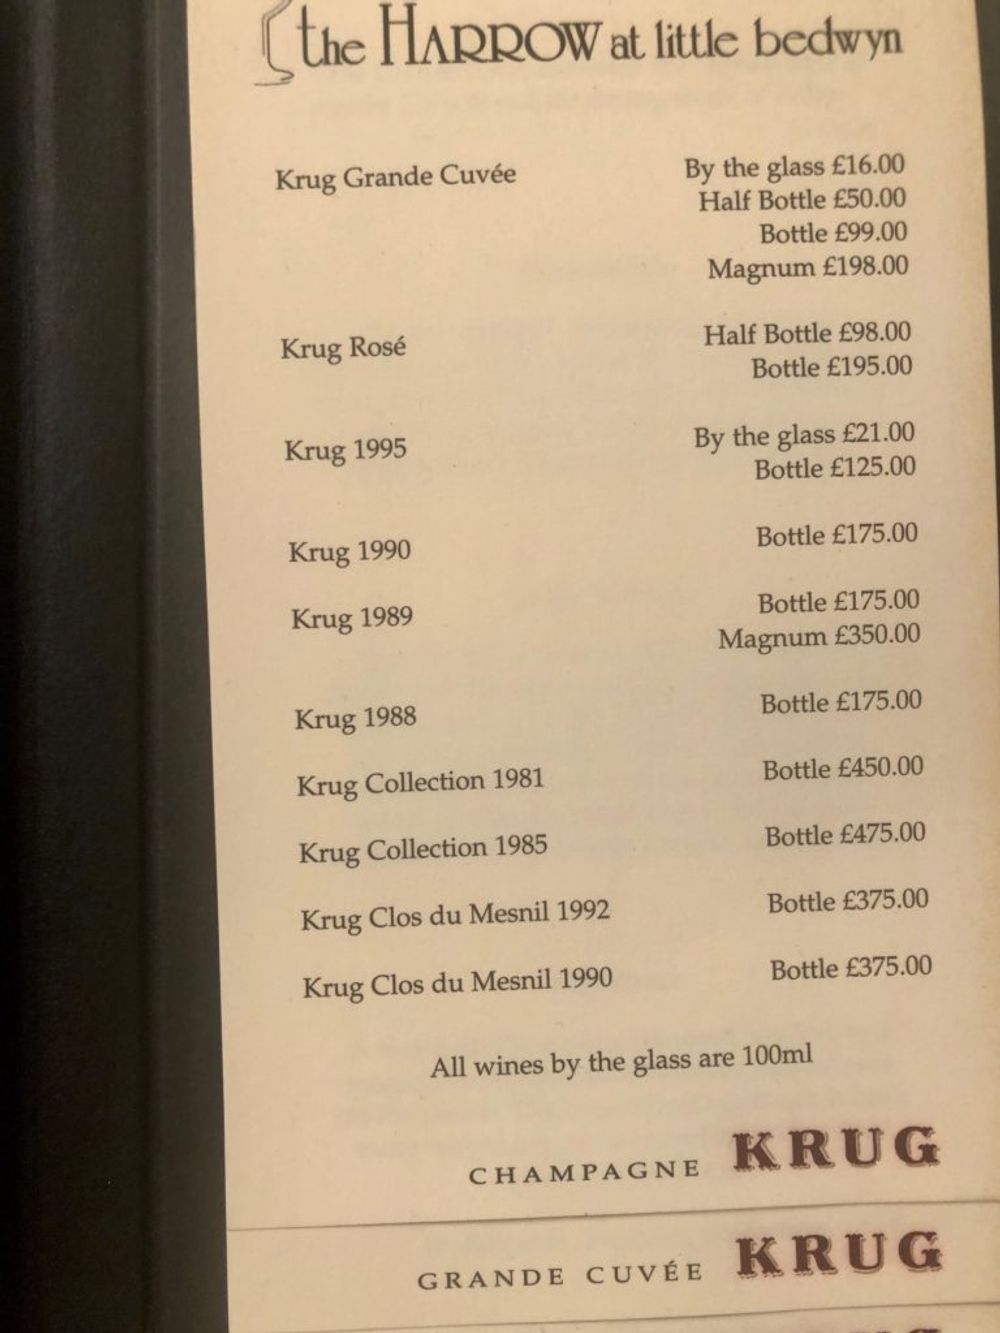 the HARROW at little bedwyn
Krug Grande Cuvée By the glass £16.00
Half Bottle £50.00
Bottle £99.00
Magnum £198.00
Krug Rosé Half Bottle £98.00
Bottle £195.00
Krug 1995 By the glass £21.00
Bottle £125.00
Krug 1990 Bottle £175.00
Krug 1989 Bottle £175.00
Magnum £350.00
Krug 1988 Bottle £175.00
Krug Collection 1981 Bottle £450.00
Krug Collection 1985 Bottle £475.00
Krug Clos du Mesnil 1992 Bottle £375.00
Krug Clos du Mesnil 1990 Bottle £375.00
All wines by the glass are 100ml
CHAMPAGNE KRUG
GRANDE CUVÉE KRUG